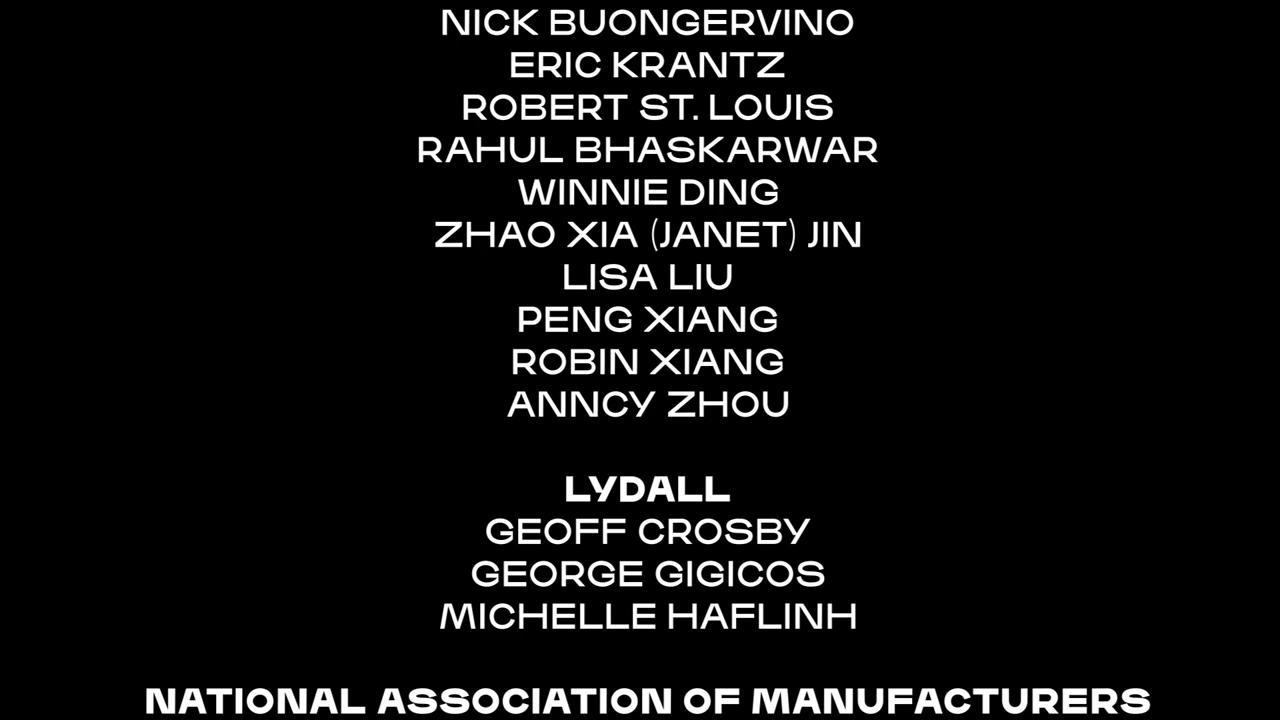 NICK BUONGERVINO
ERIC KRANTZ
ROBERT ST. LOUIS
RAHUL BHASKARWAR
WINNIE DING
ZHAO XIA (JANET) JIN
LISA LIU
PENG XIANG
ROBIN XIANG
ANNCY ZHOU
LYDALL
GEOFF CROSBY
GEORGE GIGICOS
MICHELLE HAFLINH
NATIONAL ASSOCIATION OF MANUFACTURERS